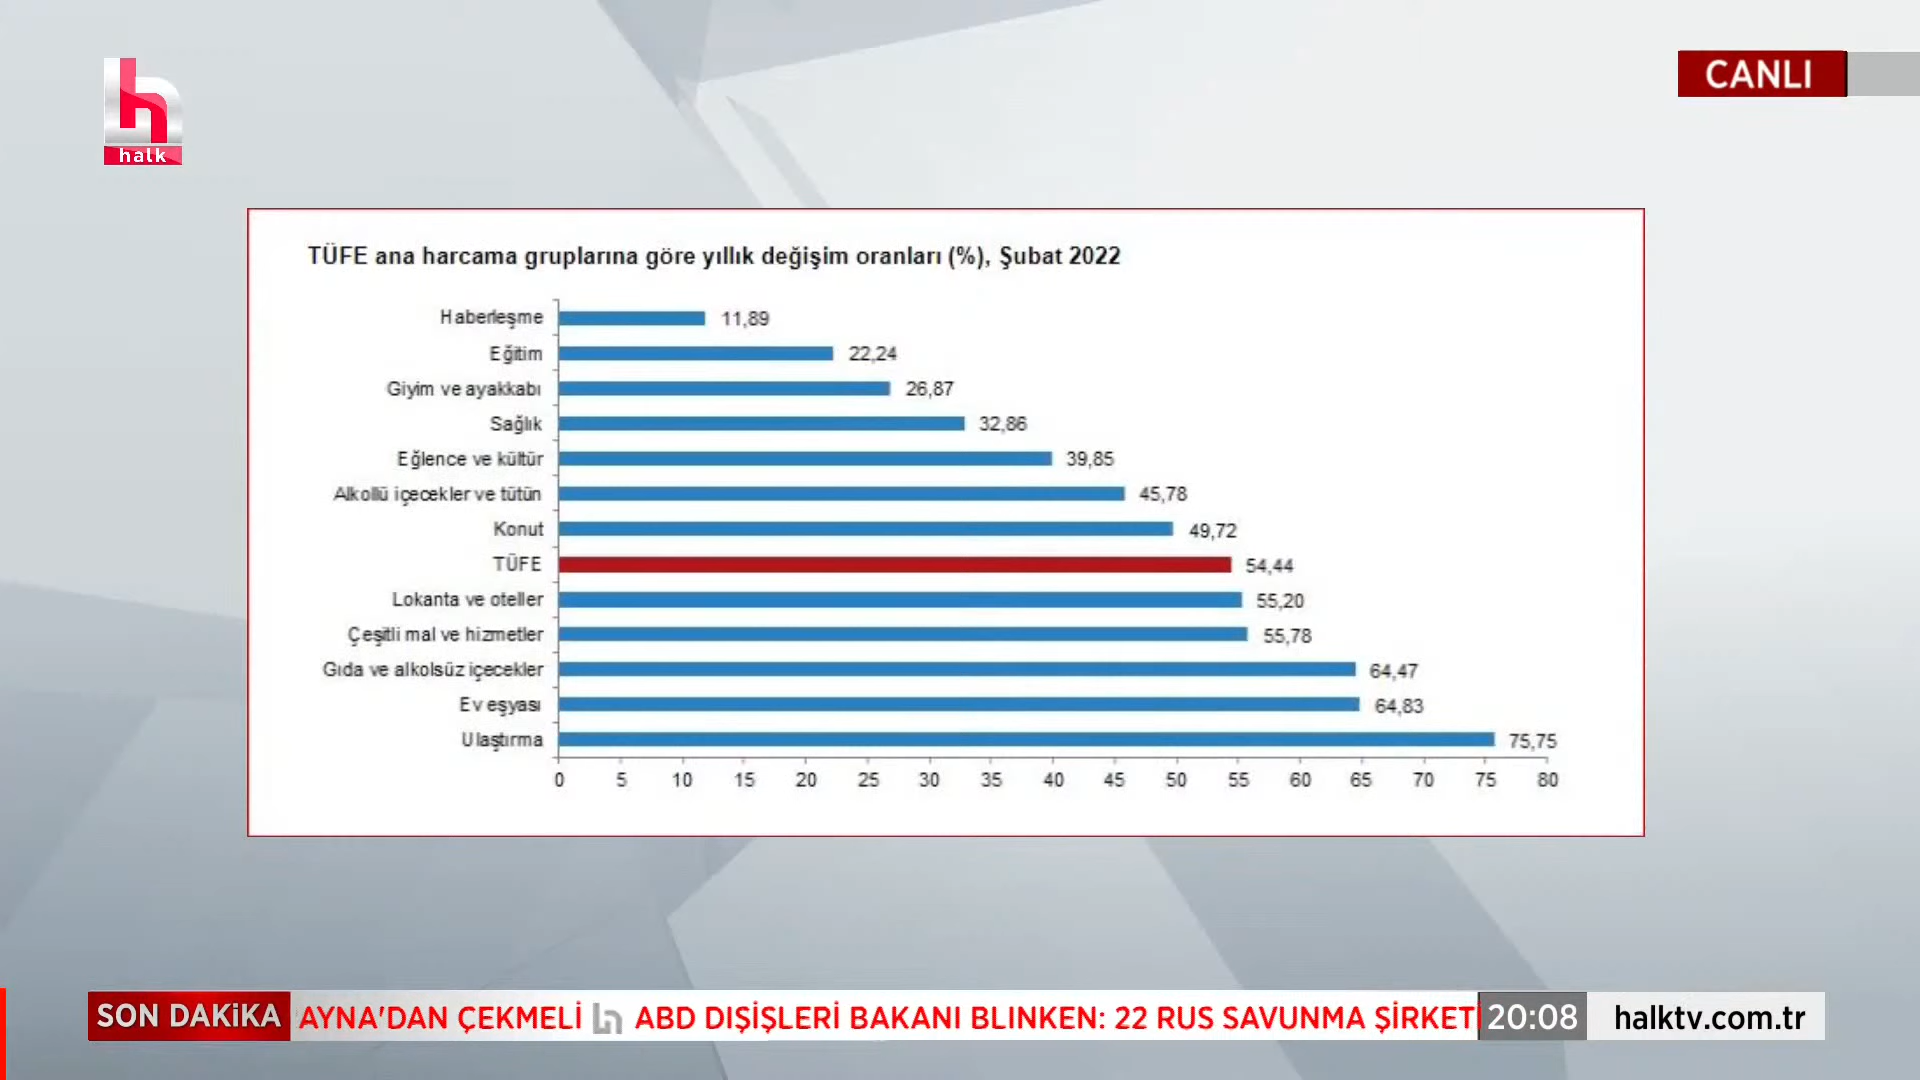 halk
CANLI
TÜFE ana harcama gruplarına göre yıllık değişim oranları (%), Şubat 2022
Haberleşme 11,89
Eğitim 22,24
Giyim ve ayakkabı 26,87
Sağlık 32,86
Eğlence ve kültür 39,85
Alkollü içecekler ve tütün 45,78
Konut 49,72
TÜFE 54,44
Lokanta ve oteller 55,20
Çeşitli mal ve hizmetler 55,78
Gıda ve alkolsüz içecekler 64,47
Ev eşyası 64,83
Ulaştırma 75,75
0 5 10 15 20 25 30 35 40 45 50 55 60 65 70 75 80
SON DAKİKA AYNA'DAN ÇEKMELİ ABD DIŞİŞLERİ BAKANI BLINKEN: 22 RUS SAVUNMA ŞİRKETİ 20:08 halktv.com.tr